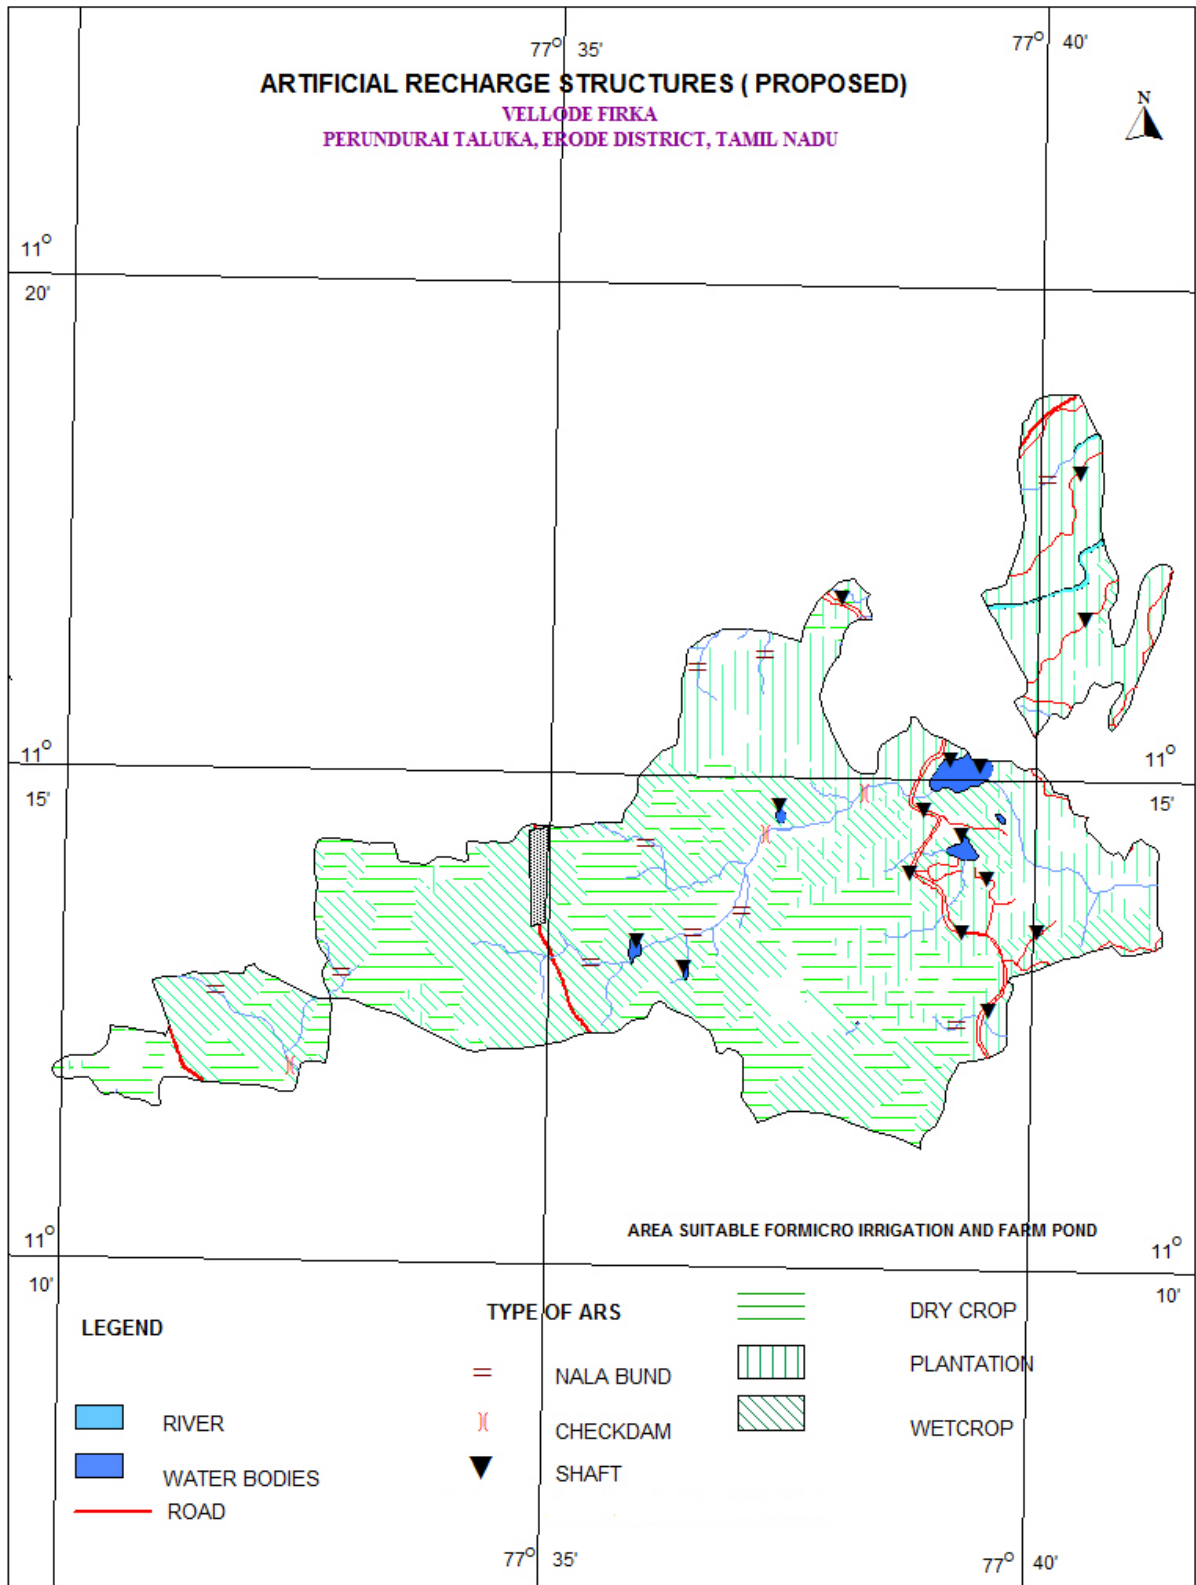 77° 35'
77° 40'
ARTIFICIAL RECHARGE STRUCTURES ( PROPOSED)
VELLODE FIRKA
PERUNDURAI TALUKA, ERODE DISTRICT, TAMIL NADU
N
11°
20'
11°
15'
11°
15'
AREA SUITABLE FORMICRO IRRIGATION AND FARM POND
11°
10'
11°
10'
LEGEND
RIVER
WATER BODIES
ROAD
TYPE OF ARS
NALA BUND
CHECKDAM
SHAFT
DRY CROP
PLANTATION
WETCROP
77° 35'
77° 40'